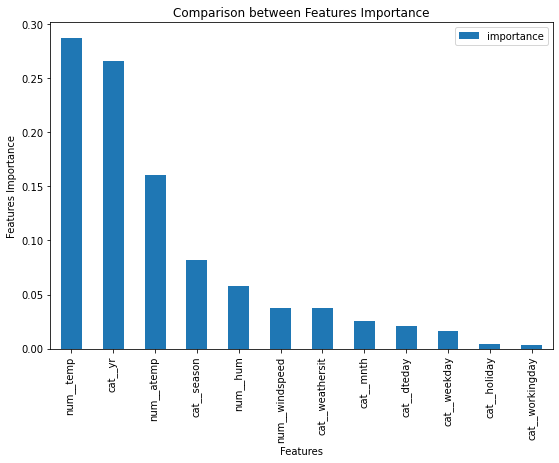 Comparison between Features Importance
importance
Features Importance
0.30
0.25
0.20
0.15
0.10
0.05
0.00
num__temp
cat__yr
num__atemp
cat__season
num__hum
num__windspeed
cat__weathersit
cat__mnth
cat__dteday
cat__weekday
cat__holiday
cat__workingday
Features